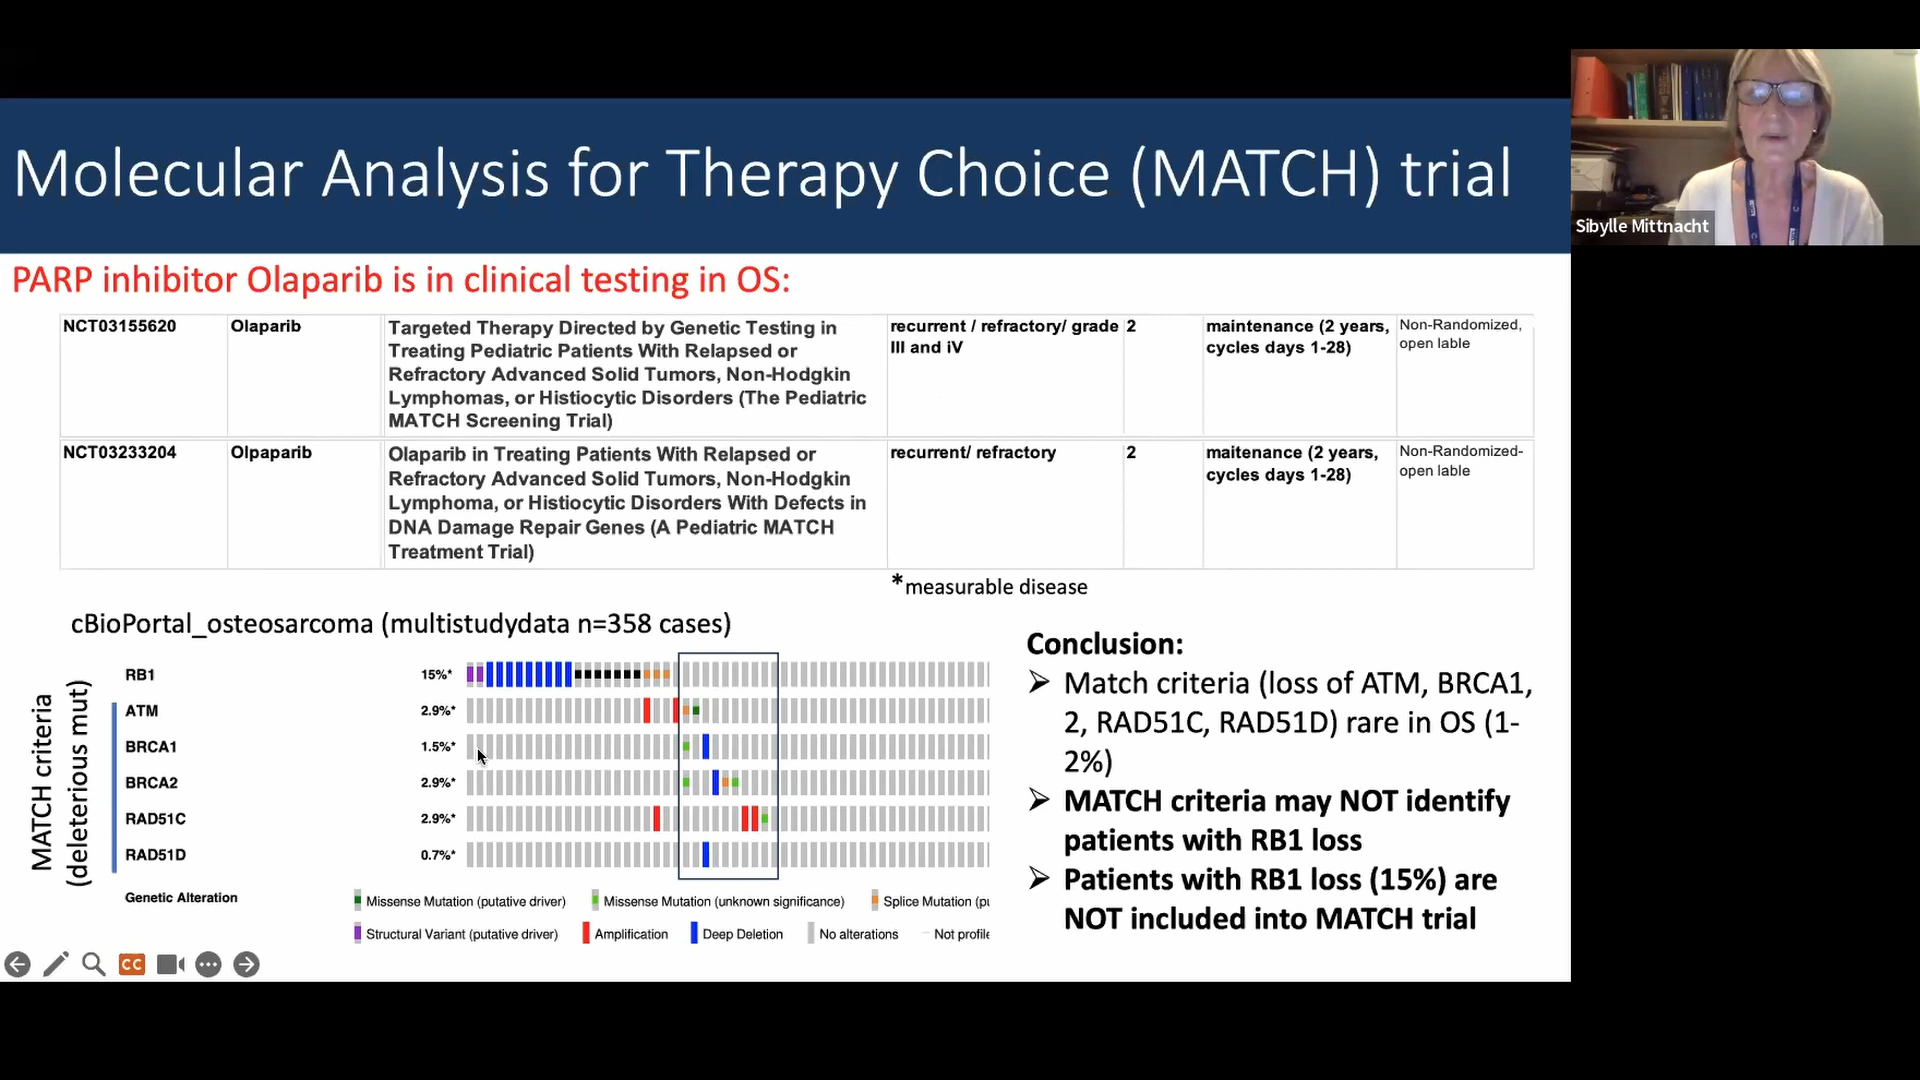 Molecular Analysis for Therapy Choice (MATCH) trial
Sibylle Mittnacht
PARP inhibitor Olaparib is in clinical testing in OS:
NCT03155620
Olaparib
Targeted Therapy Directed by Genetic Testing in
Treating Pediatric Patients With Relapsed or
Refractory Advanced Solid Tumors, Non-Hodgkin
Lymphomas, or Histiocytic Disorders (The Pediatric
MATCH Screening Trial)
recurrent / refractory/ grade
III and iV
2
maintenance (2 years,
cycles days 1-28)
Non-Randomized,
open lable
NCT03233204
Olpaparib
Olaparib in Treating Patients With Relapsed or
Refractory Advanced Solid Tumors, Non-Hodgkin
Lymphoma, or Histiocytic Disorders With Defects in
DNA Damage Repair Genes (A Pediatric MATCH
Treatment Trial)
recurrent/ refractory
2
maitenance (2 years,
cycles days 1-28)
Non-Randomized-
open lable
*measurable disease
cBioPortal_osteosarcoma (multistudydata n=358 cases)
MATCH criteria
(deleterious mut)
RB1 15%*
ATM 2.9%*
BRCA1 1.5%*
BRCA2 2.9%*
RAD51C 2.9%*
RAD51D 0.7%*
Genetic Alteration
Missense Mutation (putative driver) Missense Mutation (unknown significance) Splice Mutation (pu
Structural Variant (putative driver) Amplification Deep Deletion No alterations Not profile
Conclusion:
➢ Match criteria (loss of ATM, BRCA1,
2, RAD51C, RAD51D) rare in OS (1-
2%)
➢ MATCH criteria may NOT identify
patients with RB1 loss
➢ Patients with RB1 loss (15%) are
NOT included into MATCH trial
CC